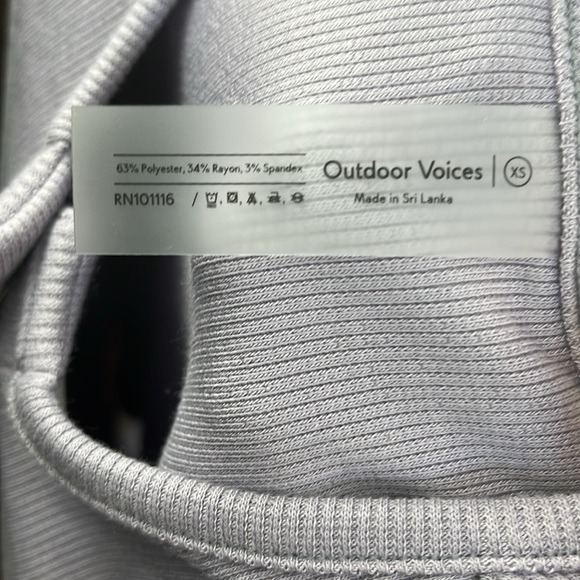 63% Polyester, 34% Rayon, 3% Spandex
RN101116 /
Outdoor Voices | XS
Made in Sri Lanka